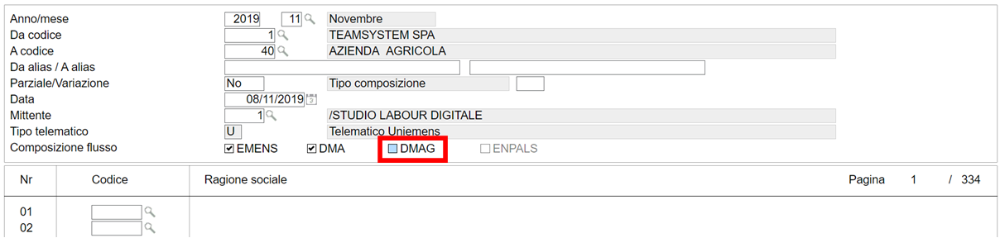 Anno/mese 2019 11 Novembre
Da codice 1 TEAMSYSTEM SPA
A codice 40 AZIENDA AGRICOLA
Da alias / A alias
Parziale/Variazione No Tipo composizione
Data 08/11/2019
Mittente 1 /STUDIO LABOUR DIGITALE
Tipo telematico U Telematico Uniemens
Composizione flusso EMENS DMA DMAG ENPALS
Nr Codice Ragione sociale Pagina 1 / 334
01
02